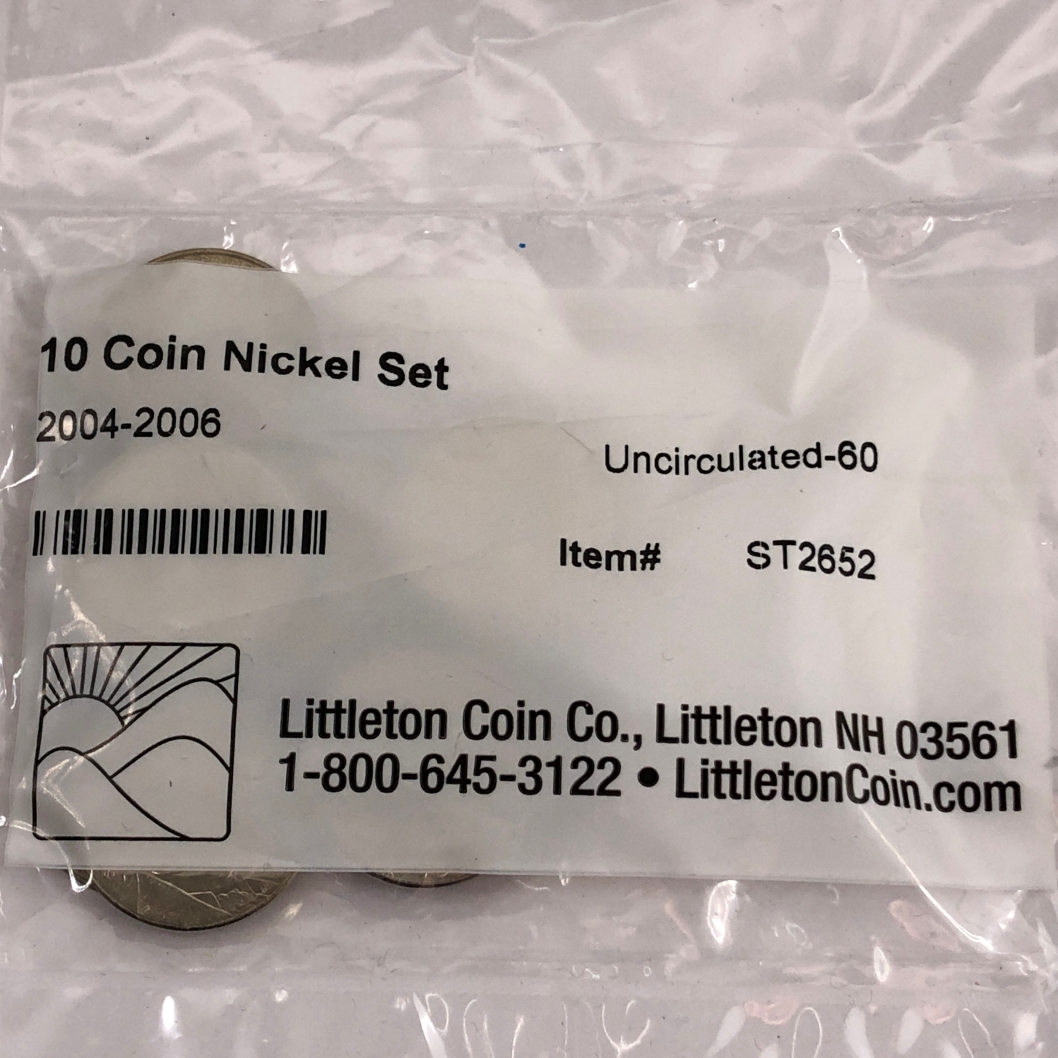 10 Coin Nickel Set
2004-2006
Uncirculated-60
Item# ST2652
Littleton Coin Co., Littleton NH 03561
1-800-645-3122 • LittletonCoin.com